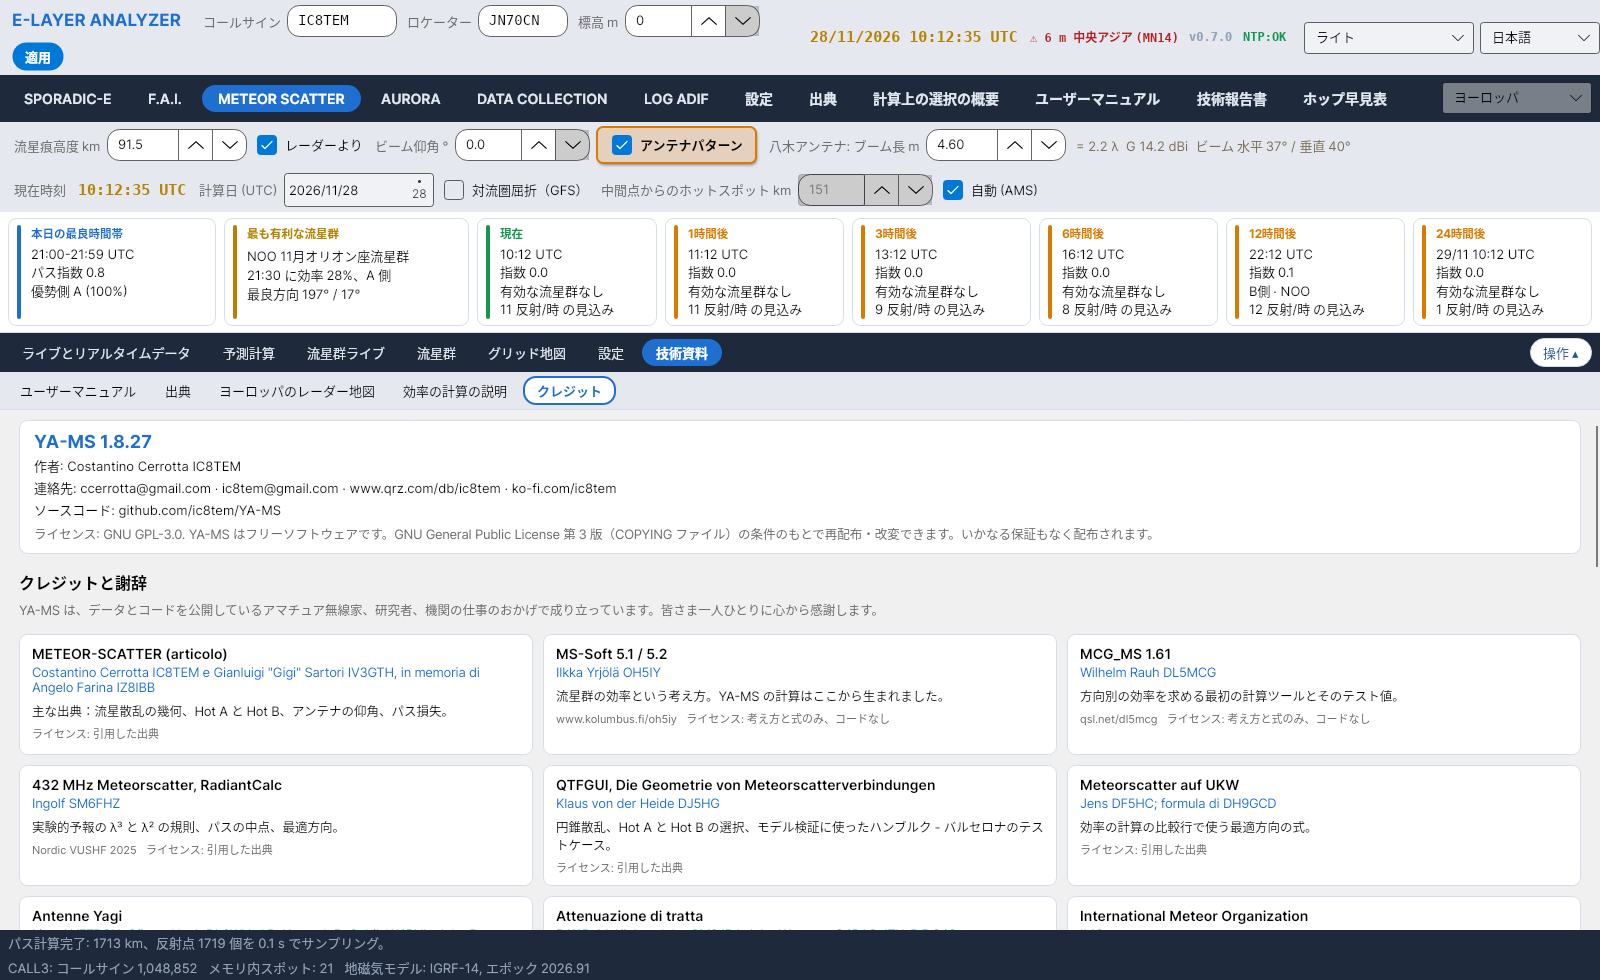 E-LAYER ANALYZER
コールサイン IC8TEM ロケーター JN70CN 標高 m 0
適用
28/11/2026 10:12:35 UTC ⚠ 6 m 中央アジア (MN14) v0.7.0 NTP:OK ライト 日本語
SPORADIC-E F.A.I. METEOR SCATTER AURORA DATA COLLECTION LOG ADIF 設定 出典 計算上の選択の概要 ユーザーマニュアル 技術報告書 ホップ早見表 ヨーロッパ
流星痕高度 km 91.5 レーダーより ビーム仰角 ° 0.0 アンテナパターン 八木アンテナ: ブーム長 m 4.60 = 2.2 λ G 14.2 dBi ビーム 水平 37° / 垂直 40°
現在時刻 10:12:35 UTC 計算日 (UTC) 2026/11/28 28 対流圏屈折（GFS） 中間点からのホットスポット km 151 自動 (AMS)
本日の最良時間帯
21:00-21:59 UTC
パス指数 0.8
優勢側 A (100%)
最も有利な流星群
NOO 11月オリオン座流星群
21:30 に効率 28%、A 側
最良方向 197° / 17°
現在
10:12 UTC
指数 0.0
有効な流星群なし
11 反射/時 の見込み
1時間後
11:12 UTC
指数 0.0
有効な流星群なし
11 反射/時 の見込み
3時間後
13:12 UTC
指数 0.0
有効な流星群なし
9 反射/時 の見込み
6時間後
16:12 UTC
指数 0.0
有効な流星群なし
8 反射/時 の見込み
12時間後
22:12 UTC
指数 0.1
B側 · NOO
12 反射/時 の見込み
24時間後
29/11 10:12 UTC
指数 0.0
有効な流星群なし
1 反射/時 の見込み
ライブとリアルタイムデータ 予測計算 流星群ライブ 流星群 グリッド地図 設定 技術資料 操作 ▴
ユーザーマニュアル 出典 ヨーロッパのレーダー地図 効率の計算の説明 クレジット
YA-MS 1.8.27
作者: Costantino Cerrotta IC8TEM
連絡先: ccerrotta@gmail.com · ic8tem@gmail.com · www.qrz.com/db/ic8tem · ko-fi.com/ic8tem
ソースコード: github.com/ic8tem/YA-MS
ライセンス: GNU GPL-3.0. YA-MS はフリーソフトウェアです。GNU General Public License 第 3 版（COPYING ファイル）の条件のもとで再配布・改変できます。いかなる保証もなく配布されます。
クレジットと謝辞
YA-MS は、データとコードを公開しているアマチュア無線家、研究者、機関の仕事のおかげで成り立っています。皆さま一人ひとりに心から感謝します。
METEOR-SCATTER (articolo)
Costantino Cerrotta IC8TEM e Gianluigi "Gigi" Sartori IV3GTH, in memoria di
Angelo Farina IZ8IBB
主な出典：流星散乱の幾何、Hot A と Hot B、アンテナの仰角、パス損失。
ライセンス: 引用した出典
MS-Soft 5.1 / 5.2
Ilkka Yrjölä OH5IY
流星群の効率という考え方。YA-MS の計算はここから生まれました。
www.kolumbus.fi/oh5iy ライセンス: 考え方と式のみ、コードなし
MCG_MS 1.61
Wilhelm Rauh DL5MCG
方向別の効率を求める最初の計算ツールとそのテスト値。
qsl.net/dl5mcg ライセンス: 考え方と式のみ、コードなし
432 MHz Meteorscatter, RadiantCalc
Ingolf SM6FHZ
実験的予報の λ³ と λ² の規則、パスの中点、最適方向。
Nordic VUSHF 2025 ライセンス: 引用した出典
QTFGUI, Die Geometrie von Meteorscatterverbindungen
Klaus von der Heide DJ5HG
円錐散乱、Hot A と Hot B の選択、モデル検証に使ったハンブルク - バルセロナのテス
トケース。
ライセンス: 引用した出典
Meteorscatter auf UKW
Jens DF5HC; formula di DH9GCD
効率の計算の比較行で使う最適方向の式。
ライセンス: 引用した出典
Antenne Yagi
Attenuazione di tratta
International Meteor Organization
パス計算完了: 1713 km、反射点 1719 個を 0.1 s でサンプリング。
CALL3: コールサイン 1,048,852 メモリ内スポット: 21 地磁気モデル: IGRF-14, エポック 2026.91